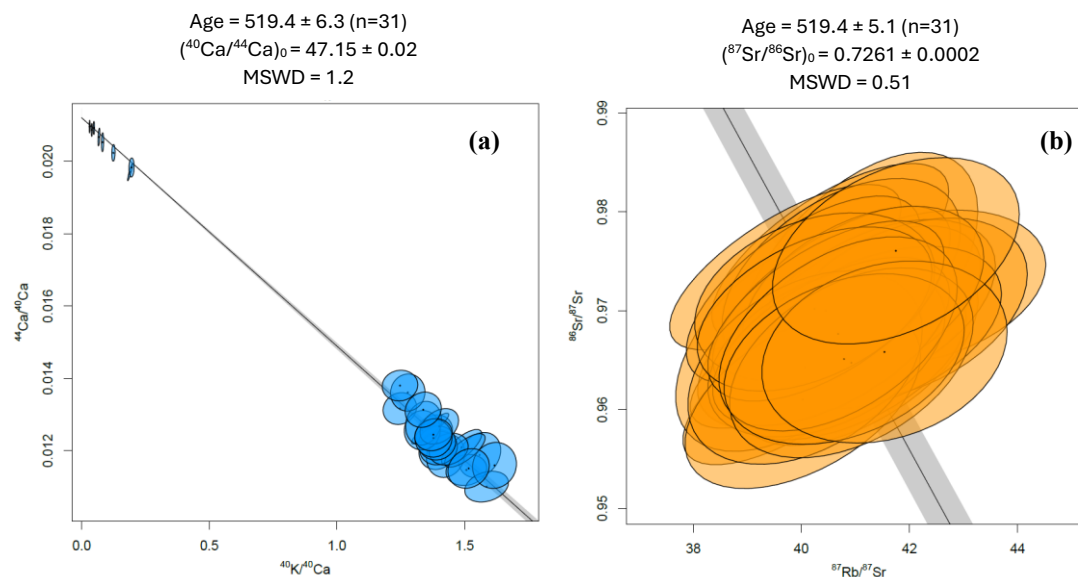 Age = 519.4 ± 6.3 (n=31)
(⁴⁰Ca/⁴⁴Ca)₀ = 47.15 ± 0.02
MSWD = 1.2
(a)
0.020
0.018
0.016
0.014
0.012
⁴⁴Ca/⁴⁰Ca
0.0 0.5 1.0 1.5
⁴⁰K/⁴⁰Ca
Age = 519.4 ± 5.1 (n=31)
(⁸⁷Sr/⁸⁶Sr)₀ = 0.7261 ± 0.0002
MSWD = 0.51
(b)
0.99
0.98
0.97
0.96
0.95
⁸⁶Sr/⁸⁷Sr
38 40 42 44
⁸⁷Rb/⁸⁷Sr